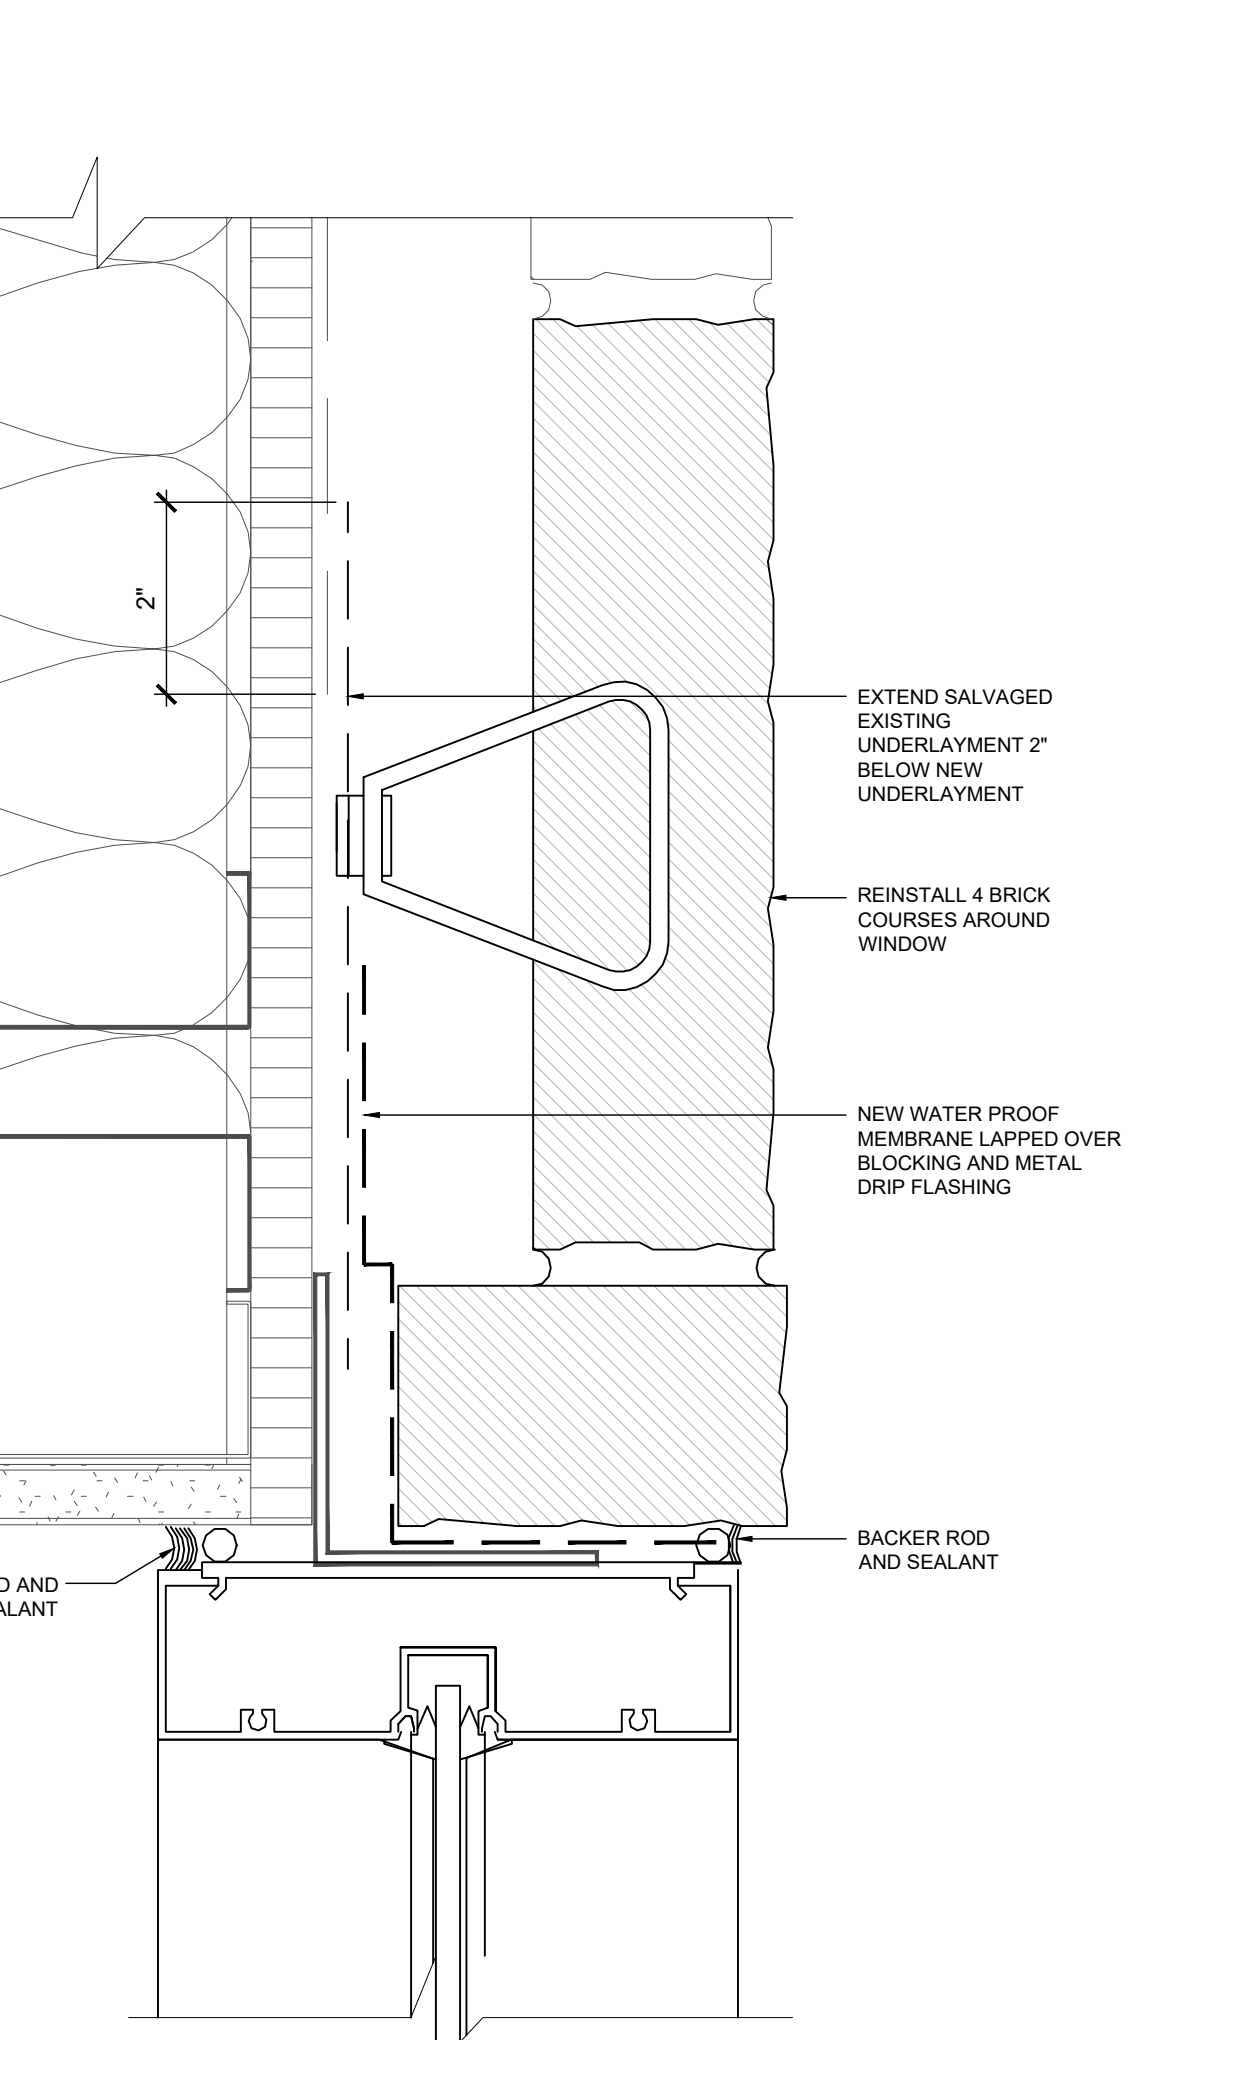 2"
EXTEND SALVAGED
EXISTING
UNDERLAYMENT 2"
BELOW NEW
UNDERLAYMENT
REINSTALL 4 BRICK
COURSES AROUND
WINDOW
NEW WATER PROOF
MEMBRANE LAPPED OVER
BLOCKING AND METAL
DRIP FLASHING
BACKER ROD
AND SEALANT
AND